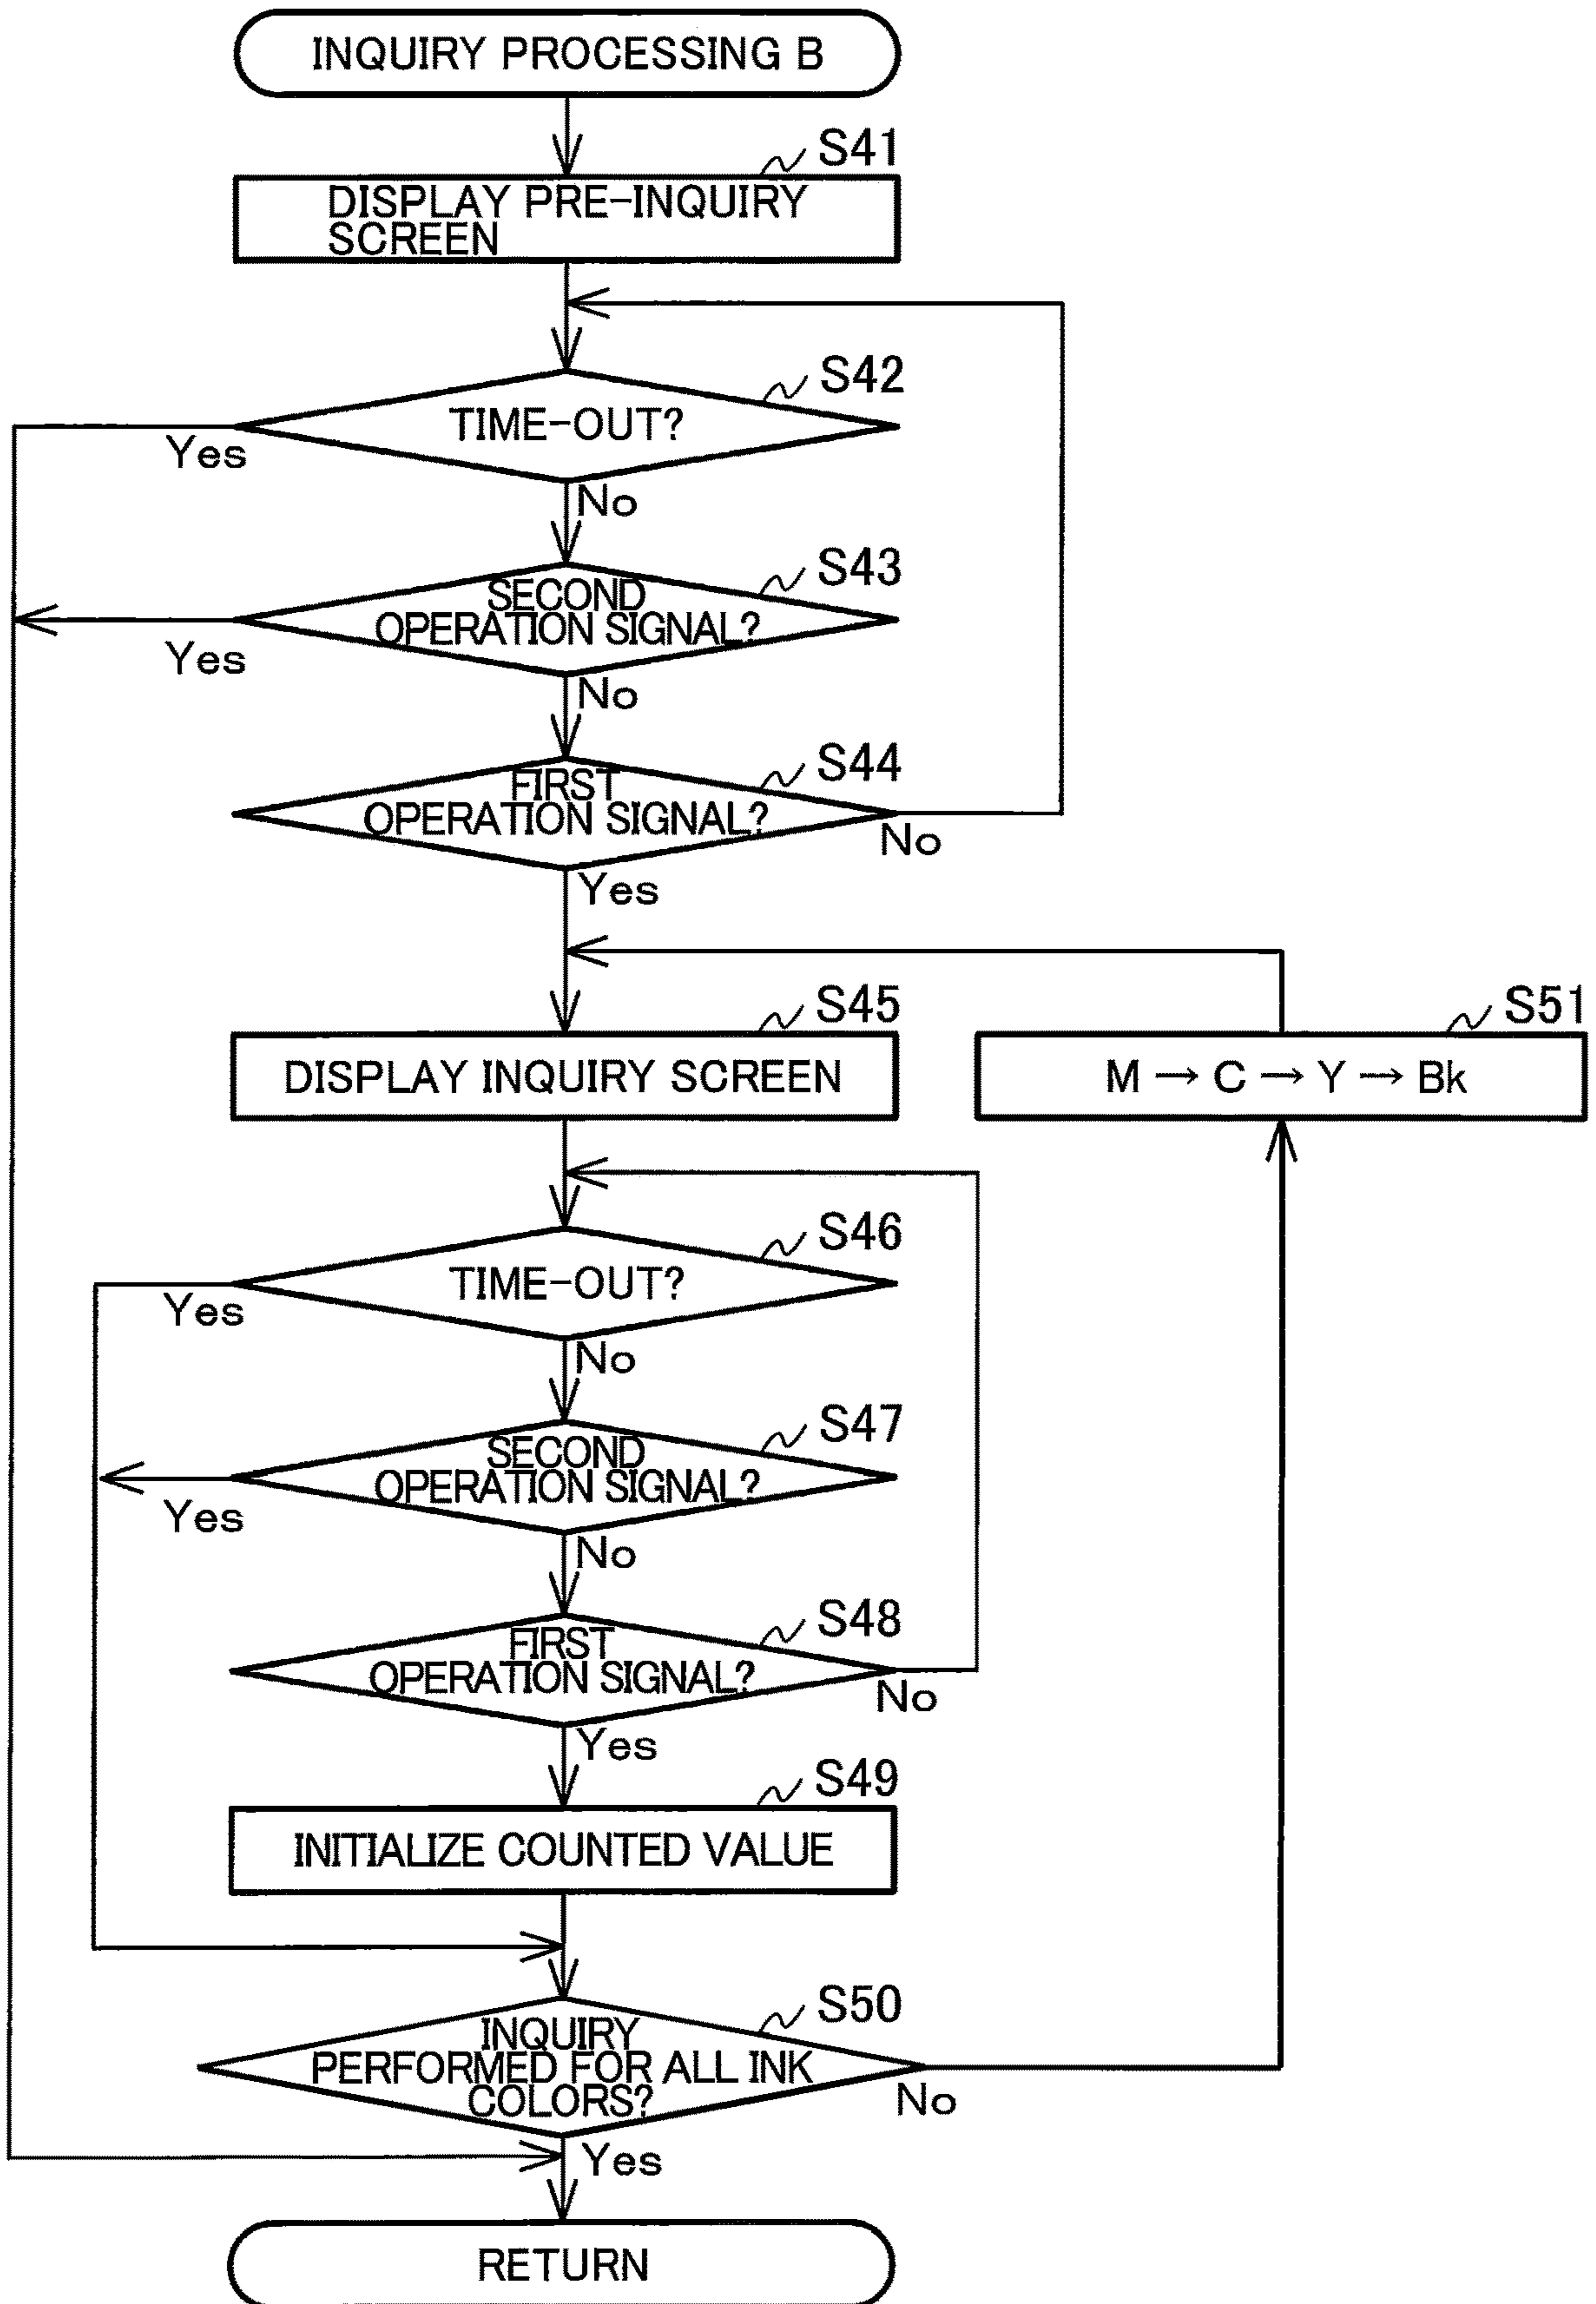 INQUIRY PROCESSING B
S41
DISPLAY PRE-INQUIRY
SCREEN
S42
TIME-OUT?
Yes
No
S43
SECOND
OPERATION SIGNAL?
Yes
No
S44
FIRST
OPERATION SIGNAL?
No
Yes
S45
DISPLAY INQUIRY SCREEN
S51
M → C → Y → Bk
S46
TIME-OUT?
Yes
No
S47
SECOND
OPERATION SIGNAL?
Yes
No
S48
FIRST
OPERATION SIGNAL?
No
Yes
S49
INITIALIZE COUNTED VALUE
S50
INQUIRY
PERFORMED FOR ALL INK
COLORS?
No
Yes
RETURN